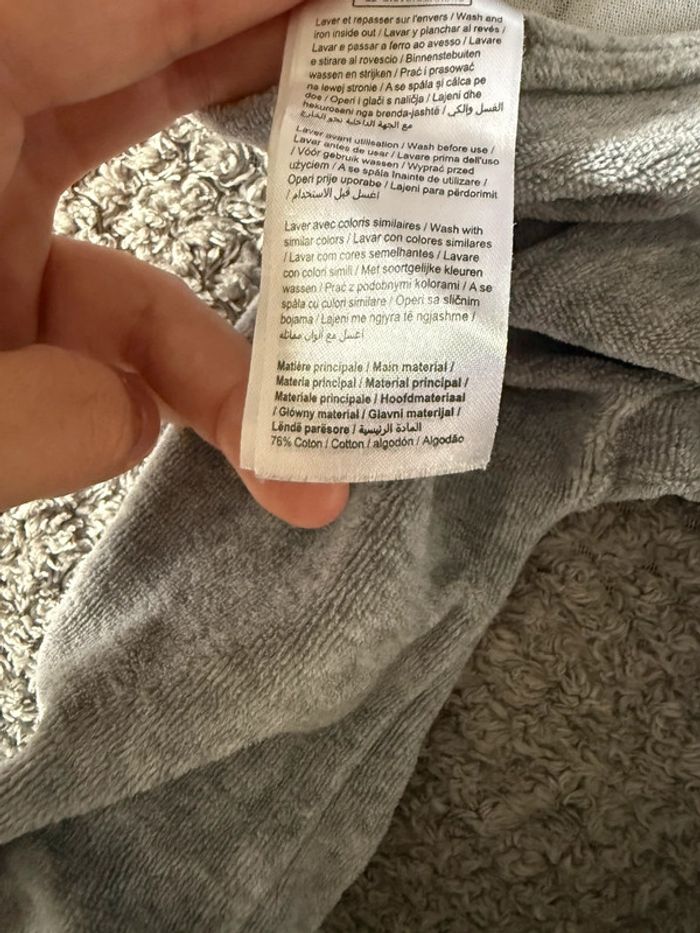 Laver et repasser sur l'envers / Wash and
iron inside out / Lavar y planchar al revés /
Lavar e passar a ferro ao avesso / Lavare
e stirare al rovescio / Binnenstebuiten
wassen en strijken / Prać i prasować
na lewej stronie / A se spăla și călca pe
dos / Operi i glači s naličja / Lajeni dhe
hekurosani nga brenda-jashtë / الغسل والكي
مع الجهة الداخلية نحو الخارج
Laver avant utilisation / Wash before use /
Lavar antes de usar / Lavare prima dell'uso
/ Vóór gebruik wassen / Wyprać przed
użyciem / A se spăla înainte de utilizare /
Operi prije uporabe / Lajeni para përdorimit
/ اغسل قبل الاستخدام
Laver avec coloris similaires / Wash with
similar colors / Lavar con colores similares
/ Lavar com cores semelhantes / Lavare
con colori simili / Met soortgelijke kleuren
wassen / Prać z podobnymi kolorami / A se
spăla cu culori similare / Operi sa sličnim
bojama / Lajeni me ngjyra të ngjashme /
اغسل مع ألوان مماثلة
Matière principale / Main material /
Materia principal / Material principal /
Materiale principale / Hoofdmateriaal
/ Główny material / Glavni materijal /
Lëndë parësore / المادة الرئيسية
76% Coton / Cotton / algodón / Algodão